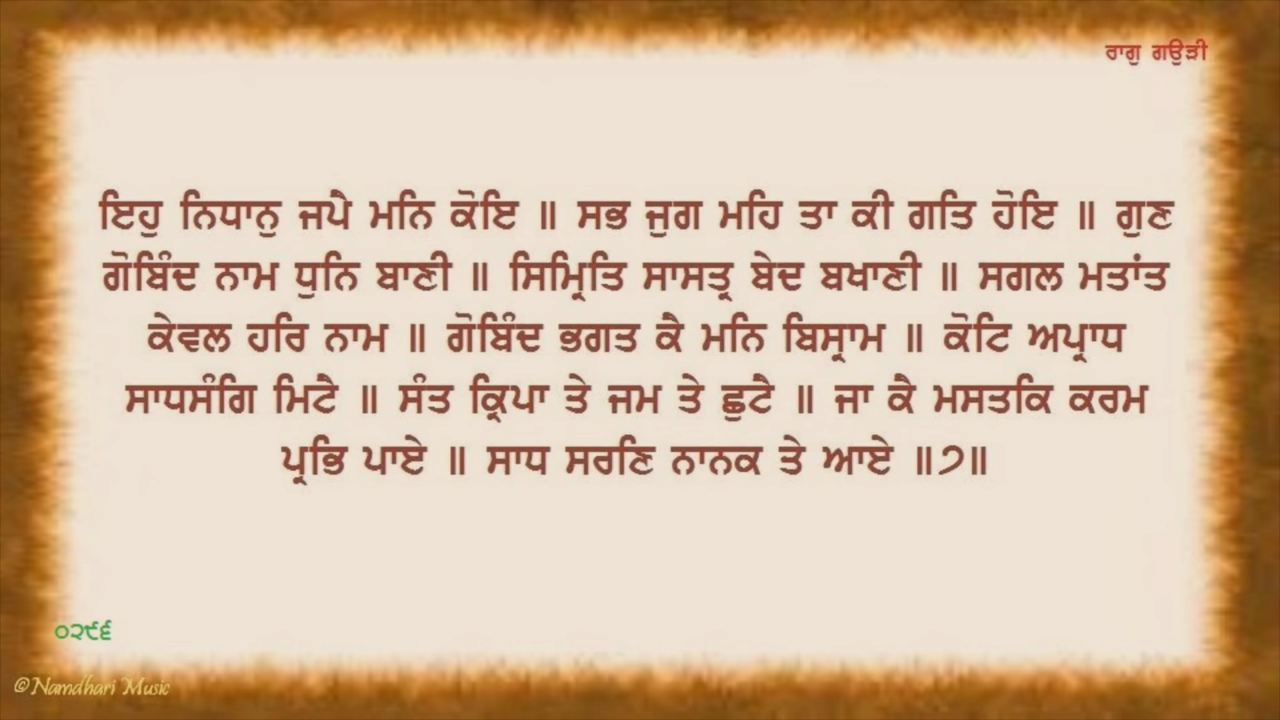 ਰਾਗੁ ਗਉੜੀ
ਇਹੁ ਨਿਧਾਨੁ ਜਪੈ ਮਨਿ ਕੋਇ ॥ ਸਭ ਜੁਗ ਮਹਿ ਤਾ ਕੀ ਗਤਿ ਹੋਇ ॥ ਗੁਣ
ਗੋਬਿੰਦ ਨਾਮ ਧੁਨਿ ਬਾਣੀ ॥ ਸਿਮ੍ਰਿਤਿ ਸਾਸਤ੍ਰ ਬੇਦ ਬਖਾਣੀ ॥ ਸਗਲ ਮਤਾਂਤ
ਕੇਵਲ ਹਰਿ ਨਾਮ ॥ ਗੋਬਿੰਦ ਭਗਤ ਕੈ ਮਨਿ ਬਿਸ੍ਰਾਮ ॥ ਕੋਟਿ ਅਪ੍ਰਾਧ
ਸਾਧਸੰਗਿ ਮਿਟੈ ॥ ਸੰਤ ਕ੍ਰਿਪਾ ਤੇ ਜਮ ਤੇ ਛੁਟੈ ॥ ਜਾ ਕੈ ਮਸਤਕਿ ਕਰਮ
ਪ੍ਰਭਿ ਪਾਏ ॥ ਸਾਧ ਸਰਣਿ ਨਾਨਕ ਤੇ ਆਏ ॥੭॥
੦੨੯੬
©Namdhari Music